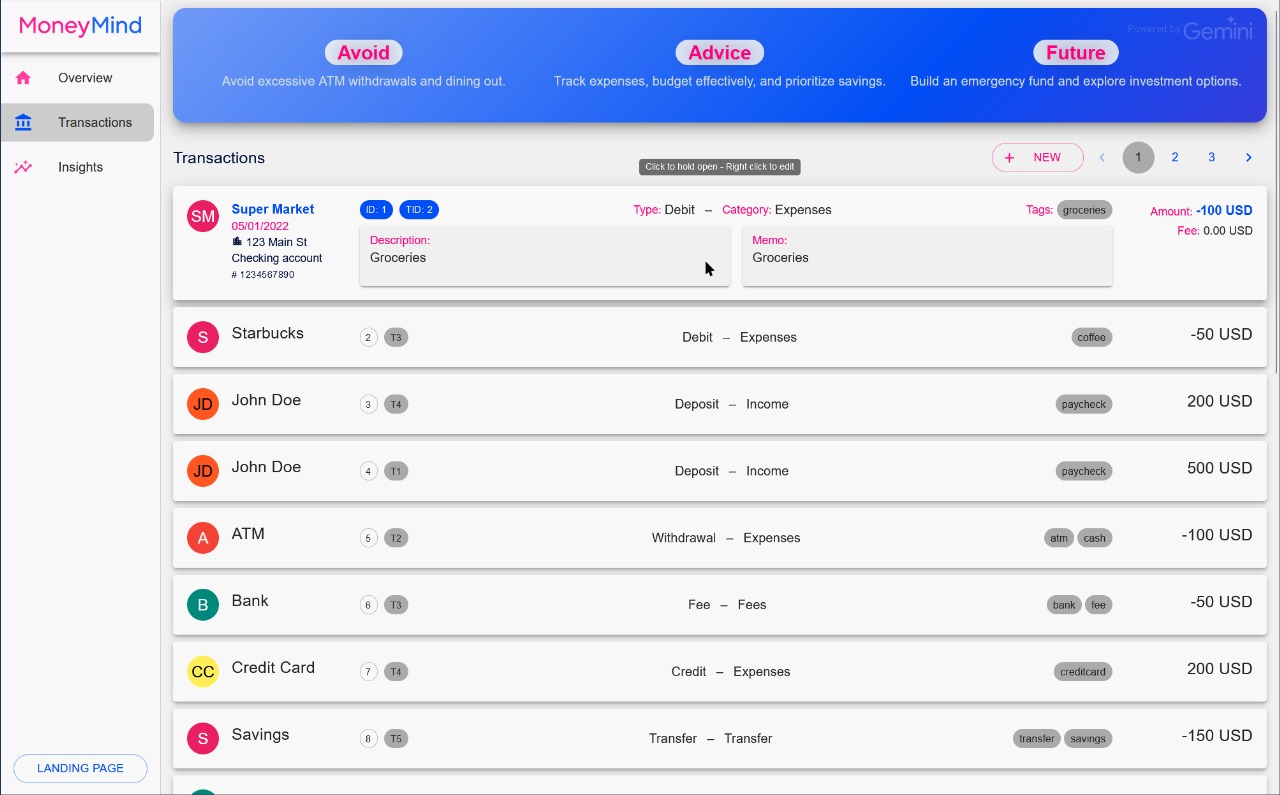 MoneyMind
Overview
Transactions
Insights
LANDING PAGE
Powered by Gemini
Avoid
Avoid excessive ATM withdrawals and dining out.
Advice
Track expenses, budget effectively, and prioritize savings.
Future
Build an emergency fund and explore investment options.
Transactions
Click to hold open - Right click to edit
+ NEW
1 2 3
SM
Super Market
05/01/2022
123 Main St
Checking account
# 1234567890
ID: 1 TID: 2
Type: Debit – Category: Expenses
Tags: groceries
Description:
Groceries
Memo:
Groceries
Amount: -100 USD
Fee: 0.00 USD
S Starbucks 2 T3 Debit – Expenses coffee -50 USD
JD John Doe 3 T4 Deposit – Income paycheck 200 USD
JD John Doe 4 T1 Deposit – Income paycheck 500 USD
A ATM 5 T2 Withdrawal – Expenses atm cash -100 USD
B Bank 6 T3 Fee – Fees bank fee -50 USD
CC Credit Card 7 T4 Credit – Expenses creditcard 200 USD
S Savings 8 T5 Transfer – Transfer transfer savings -150 USD